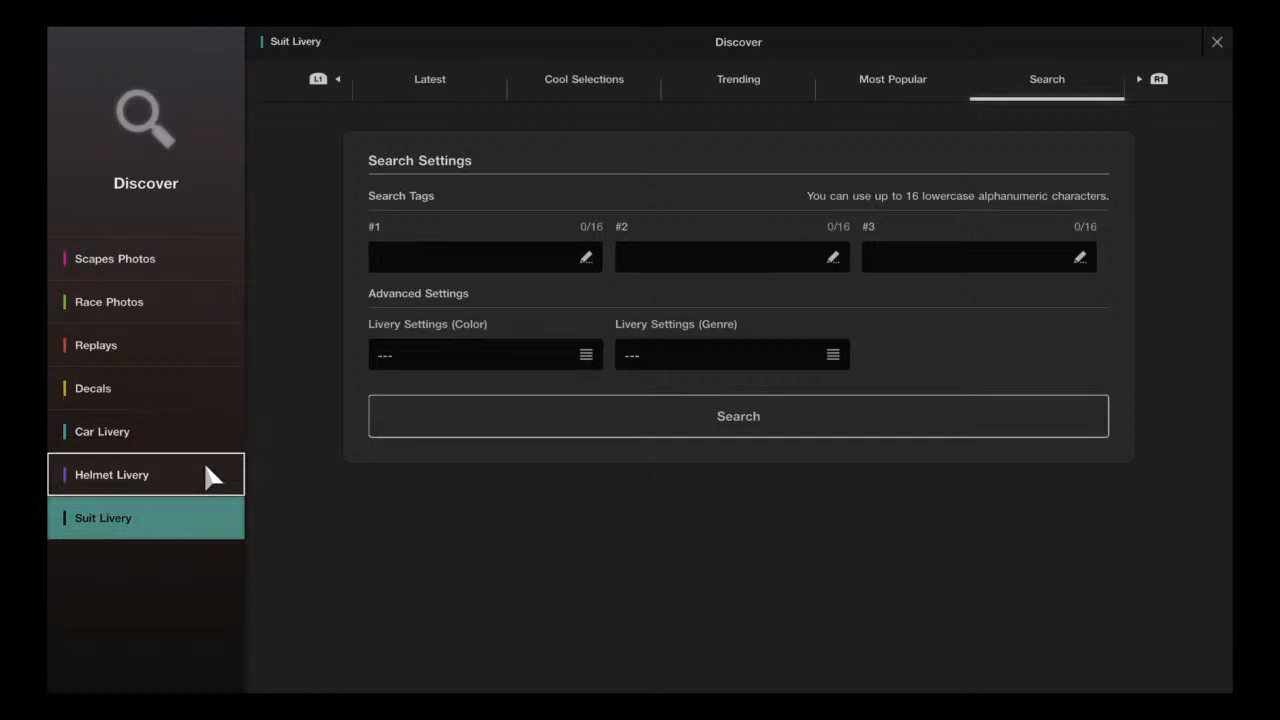 Suit Livery
Discover
L1
Latest
Cool Selections
Trending
Most Popular
Search
R1
Discover
Scapes Photos
Race Photos
Replays
Decals
Car Livery
Helmet Livery
Suit Livery
Search Settings
Search Tags
You can use up to 16 lowercase alphanumeric characters.
#1 0/16
#2 0/16
#3 0/16
Advanced Settings
Livery Settings (Color)
Livery Settings (Genre)
---
---
Search